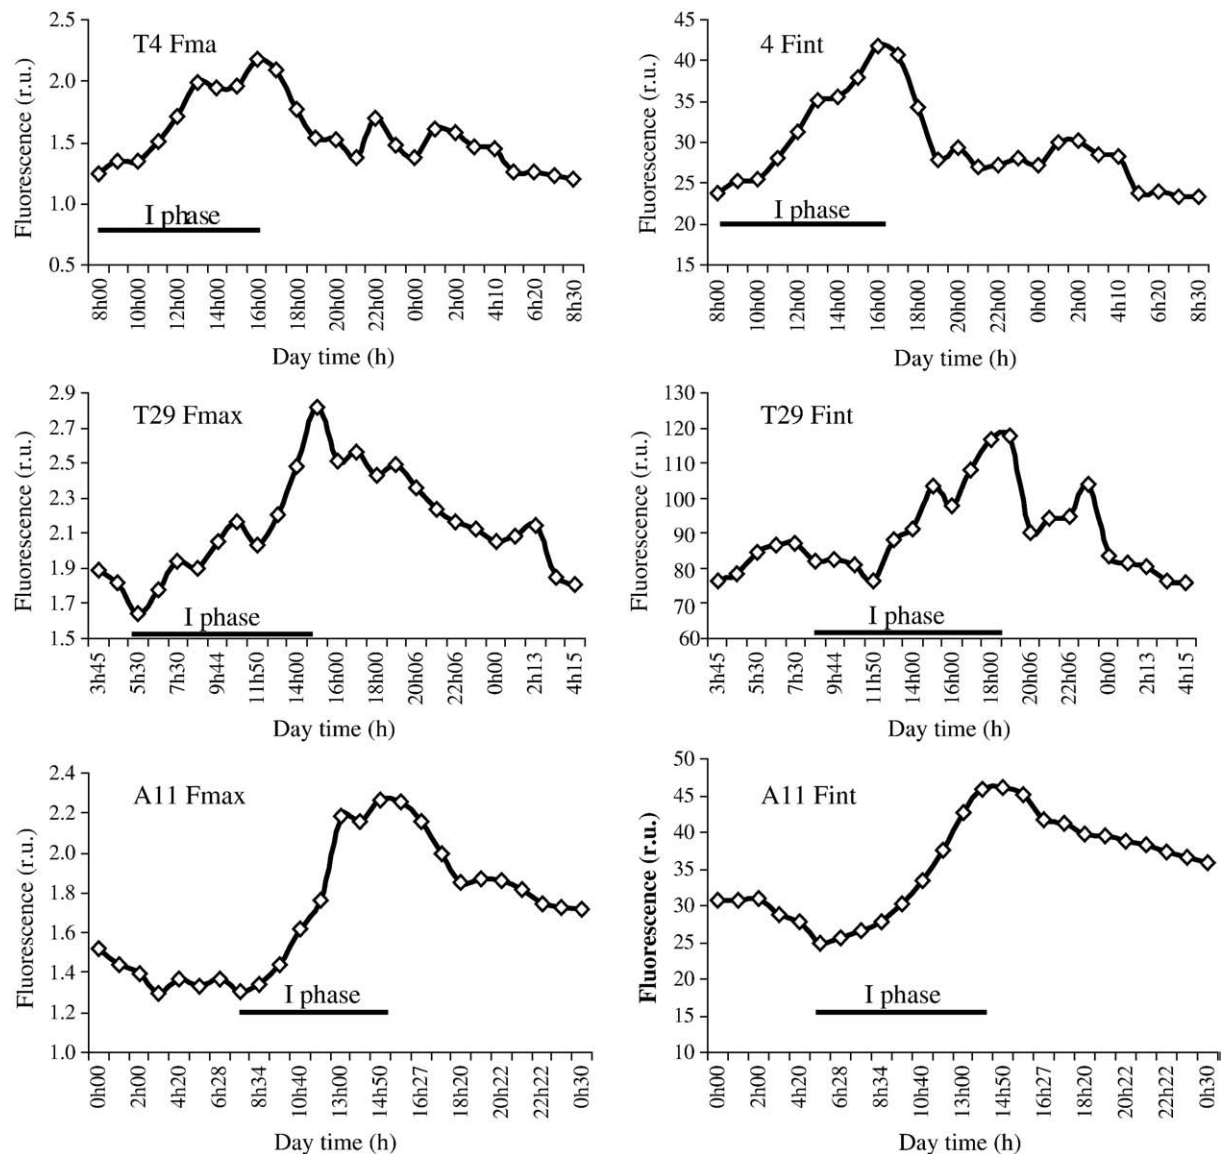 T4 Fma
Fluorescence (r.u.)
2.5
2.0
1.5
1.0
0.5
I phase
8h00 10h00 12h00 14h00 16h00 18h00 20h00 22h00 0h00 2h00 4h10 6h20 8h30
Day time (h)
4 Fint
Fluorescence (r.u.)
45
40
35
30
25
20
15
I phase
8h00 10h00 12h00 14h00 16h00 18h00 20h00 22h00 0h00 2h00 4h10 6h20 8h30
Day time (h)
T29 Fmax
Fluorescence (r.u.)
2.9
2.7
2.5
2.3
2.1
1.9
1.7
1.5
I phase
3h45 5h30 7h30 9h44 11h50 14h00 16h00 18h00 20h06 22h06 0h00 2h13 4h15
Day time (h)
T29 Fint
Fluorescence (r.u.)
130
120
110
100
90
80
70
60
I phase
3h45 5h30 7h30 9h44 11h50 14h00 16h00 18h00 20h06 22h06 0h00 2h13 4h15
Day time (h)
A11 Fmax
Fluorescence (r.u.)
2.4
2.2
2.0
1.8
1.6
1.4
1.2
1.0
I phase
0h00 2h00 4h20 6h28 8h34 10h40 13h00 14h50 16h27 18h20 20h22 22h22 0h30
Day time (h)
A11 Fint
Fluorescence (r.u.)
50
45
40
35
30
25
20
15
10
I phase
0h00 2h00 4h20 6h28 8h34 10h40 13h00 14h50 16h27 18h20 20h22 22h22 0h30
Day time (h)